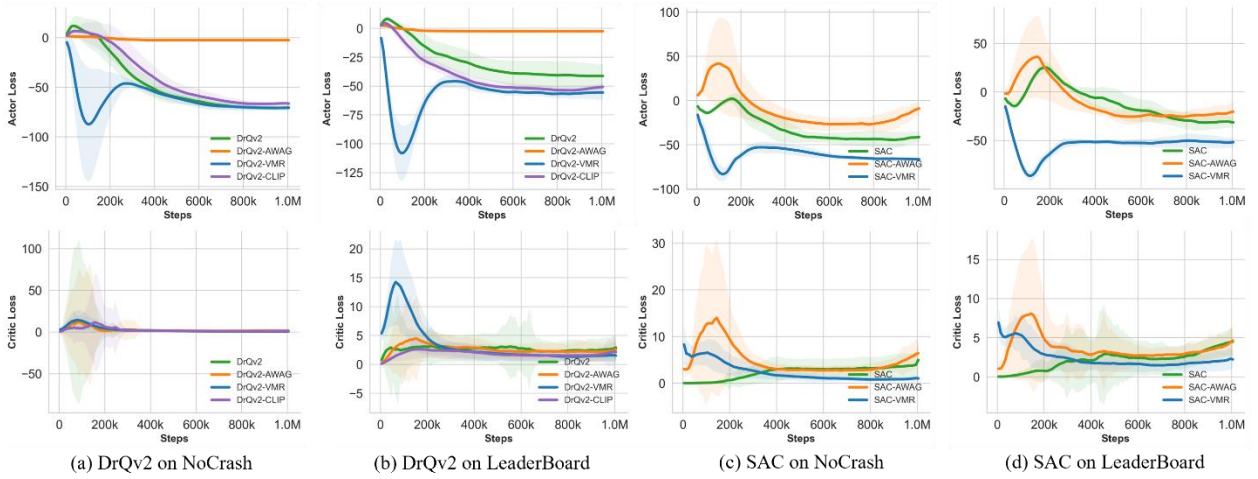 Actor Loss
0
−50
−100
−150
0 200k 400k 600k 800k 1.0M
Steps
DrQv2
DrQv2-AWAG
DrQv2-VMR
DrQv2-CLIP
Actor Loss
0
−25
−50
−75
−100
−125
0 200k 400k 600k 800k 1.0M
Steps
DrQv2
DrQv2-AWAG
DrQv2-VMR
DrQv2-CLIP
Actor Loss
100
50
0
−50
−100
0 200k 400k 600k 800k 1.0M
Steps
SAC
SAC-AWAG
SAC-VMR
Actor Loss
50
0
−50
0 200k 400k 600k 800k 1.0M
Steps
SAC
SAC-AWAG
SAC-VMR
Critic Loss
100
50
0
−50
0 200k 400k 600k 800k 1.0M
Steps
DrQv2
DrQv2-AWAG
DrQv2-VMR
DrQv2-CLIP
Critic Loss
20
15
10
5
0
−5
0 200k 400k 600k 800k 1.0M
Steps
DrQv2
DrQv2-AWAG
DrQv2-VMR
DrQv2-CLIP
Critic Loss
30
20
10
0
0 200k 400k 600k 800k 1.0M
Steps
SAC
SAC-AWAG
SAC-VMR
Critic Loss
15
10
5
0
0 200k 400k 600k 800k 1.0M
Steps
SAC
SAC-AWAG
SAC-VMR
(a) DrQv2 on NoCrash
(b) DrQv2 on LeaderBoard
(c) SAC on NoCrash
(d) SAC on LeaderBoard